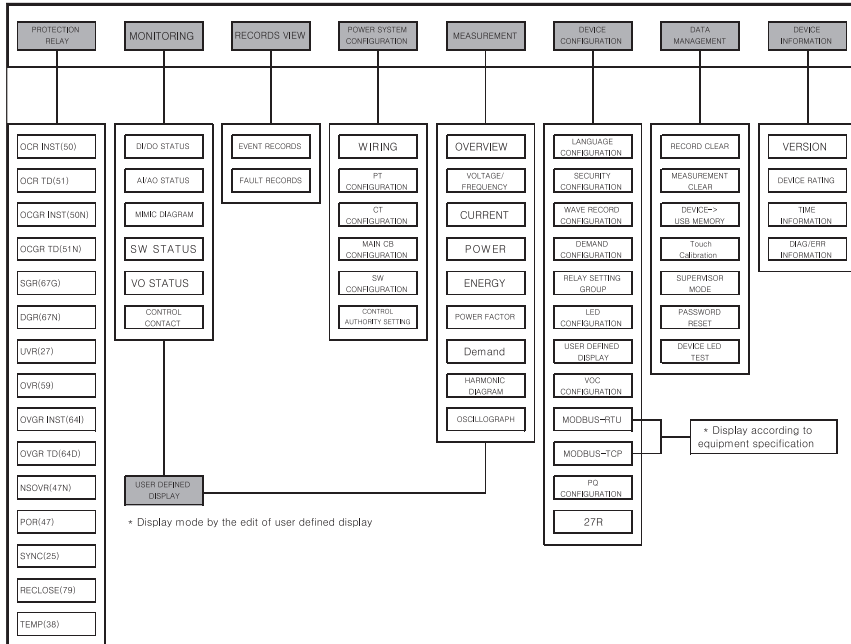 PROTECTION
RELAY
MONITORING
RECORDS VIEW
POWER SYSTEM
CONFIGURATION
MEASUREMENT
DEVICE
CONFIGURATION
DATA
MANAGEMENT
DEVICE
INFORMATION
OCR INST(50)
OCR TD(51)
OCGR INST(50N)
OCGR TD(51N)
SGR(67G)
DGR(67N)
UVR(27)
OVR(59)
OVGR INST(64I)
OVGR TD(64D)
NSOVR(47N)
POR(47)
SYNC(25)
RECLOSE(79)
TEMP(38)
DI/DO STATUS
AI/AO STATUS
MIMIC DIAGRAM
SW STATUS
VO STATUS
CONTROL
CONTACT
USER DEFINED
DISPLAY
* Display mode by the edit of user defined display
EVENT RECORDS
FAULT RECORDS
WIRING
PT
CONFIGURATION
CT
CONFIGURATION
MAIN CB
CONFIGURATION
SW
CONFIGURATION
CONTROL
AUTHORITY SETTING
OVERVIEW
VOLTAGE/
FREQUENCY
CURRENT
POWER
ENERGY
POWER FACTOR
Demand
HARMONIC
DIAGRAM
OSCILLOGRAPH
LANGUAGE
CONFIGURATION
SECURITY
CONFIGURATION
WAVE RECORD
CONFIGURATION
DEMAND
CONFIGURATION
RELAY SETTING
GROUP
LED
CONFIGURATION
USER DEFINED
DISPLAY
VOC
CONFIGURATION
MODBUS-RTU
MODBUS-TCP
PQ
CONFIGURATION
27R
* Display according to
equipment specification
RECORD CLEAR
MEASUREMENT
CLEAR
DEVICE->
USB MEMORY
Touch
Calibration
SUPERVISOR
MODE
PASSWORD
RESET
DEVICE LED
TEST
VERSION
DEVICE RATING
TIME
INFORMATION
DIAG/ERR
INFORMATION